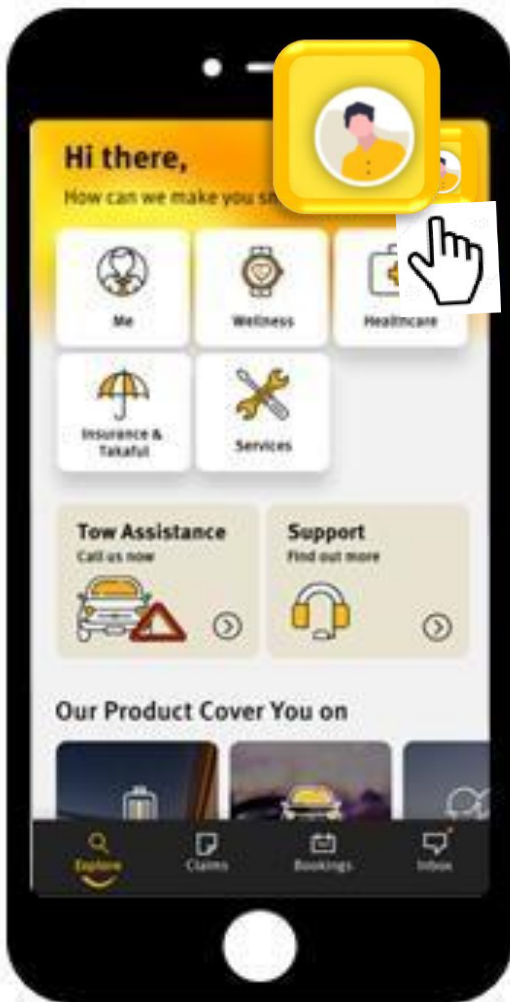 Hi there,
How can we make you
Me
Wellness
Healthcare
Insurance &
Takaful
Services
Tow Assistance
Call us now
Support
Find out more
Our Product Cover You on
Explore
Claims
Bookings
Inbox